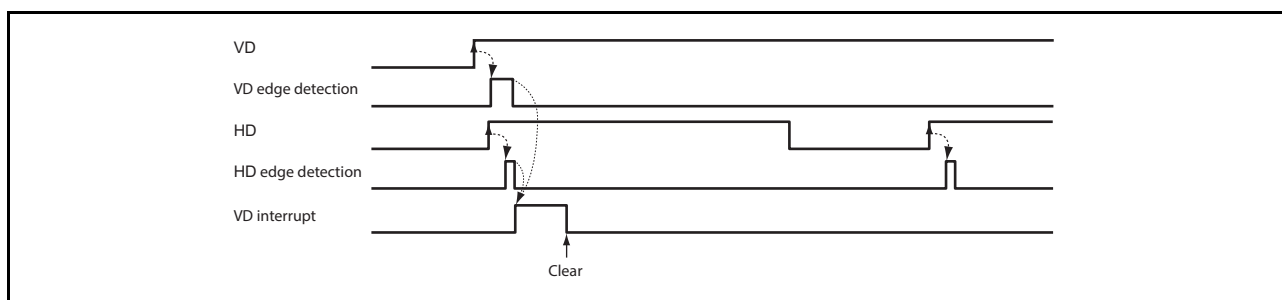 VD
VD edge detection
HD
HD edge detection
VD interrupt
Clear